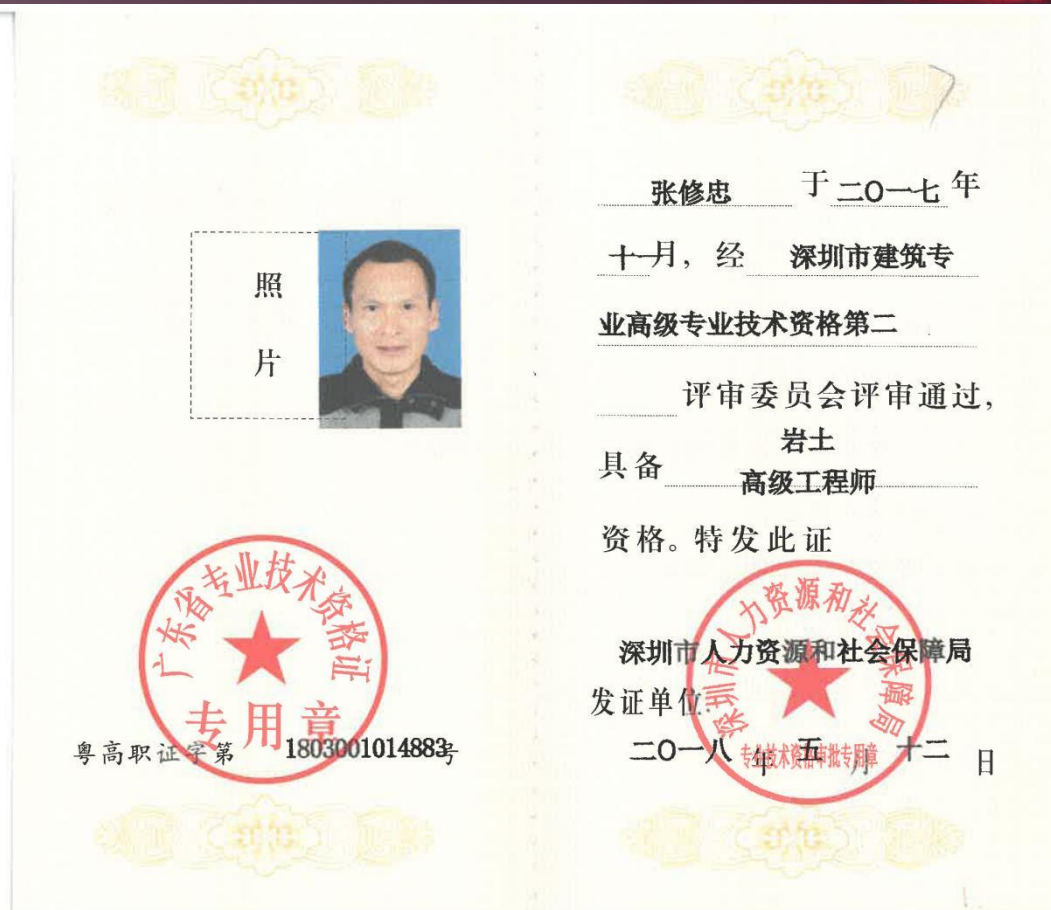 照
片
广东省专业技术资格证
专用章
粤高职证字第 1803001014883号
张修忠 于 二〇一七 年
十一月，经 深圳市建筑专
业高级专业技术资格第二
评审委员会评审通过，
岩土
具备
高级工程师
资格。特发此证
深圳市人力资源和社会保障局
深圳市人力资源和社会保障局
发证单位:
专业技术资格审批专用章
二〇一八 年 五 月 十二 日